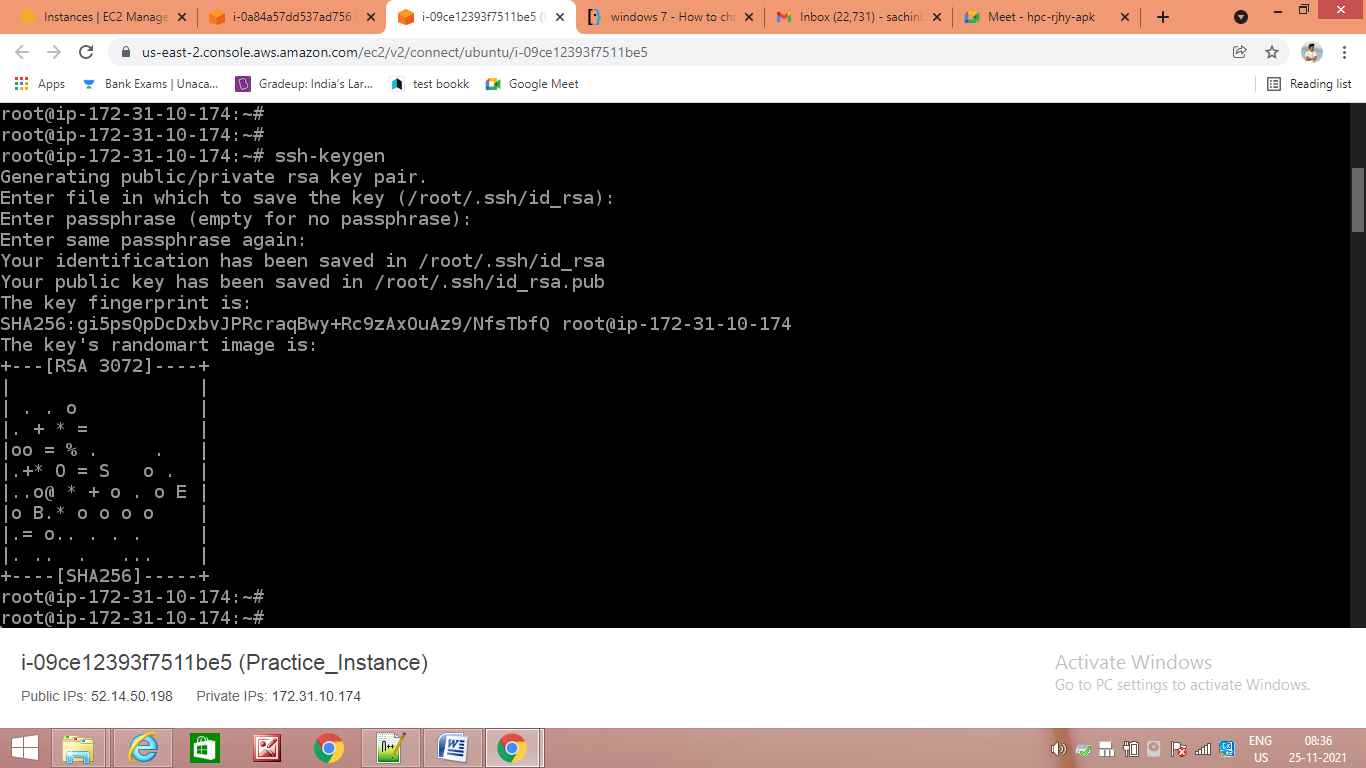 Instances | EC2 Manage
i-0a84a57dd537ad756 (
i-09ce12393f7511be5 (
windows 7 - How to cha
Inbox (22,731) - sachin
Meet - hpc-rjhy-apk
us-east-2.console.aws.amazon.com/ec2/v2/connect/ubuntu/i-09ce12393f7511be5
Apps
Bank Exams | Unaca...
Gradeup: India's Lar...
test bookk
Google Meet
Reading list
root@ip-172-31-10-174:~#
root@ip-172-31-10-174:~#
root@ip-172-31-10-174:~# ssh-keygen
Generating public/private rsa key pair.
Enter file in which to save the key (/root/.ssh/id_rsa):
Enter passphrase (empty for no passphrase):
Enter same passphrase again:
Your identification has been saved in /root/.ssh/id_rsa
Your public key has been saved in /root/.ssh/id_rsa.pub
The key fingerprint is:
SHA256:gi5psQpDcDxbvJPRcraqBwy+Rc9zAxOuAz9/NfsTbfQ root@ip-172-31-10-174
The key's randomart image is:
+---[RSA 3072]----+
|                 |
| . . o           |
|. + * =          |
|oo = % .     .   |
|.+* O = S   o .  |
|..o@ * + o . o E |
|o B.* o o o o    |
|.= o.. . . .     |
|. ..  .   ...    |
+----[SHA256]-----+
root@ip-172-31-10-174:~#
root@ip-172-31-10-174:~#
i-09ce12393f7511be5 (Practice_Instance)
Public IPs: 52.14.50.198 Private IPs: 172.31.10.174
Activate Windows
Go to PC settings to activate Windows.
ENG
US
08:36
25-11-2021